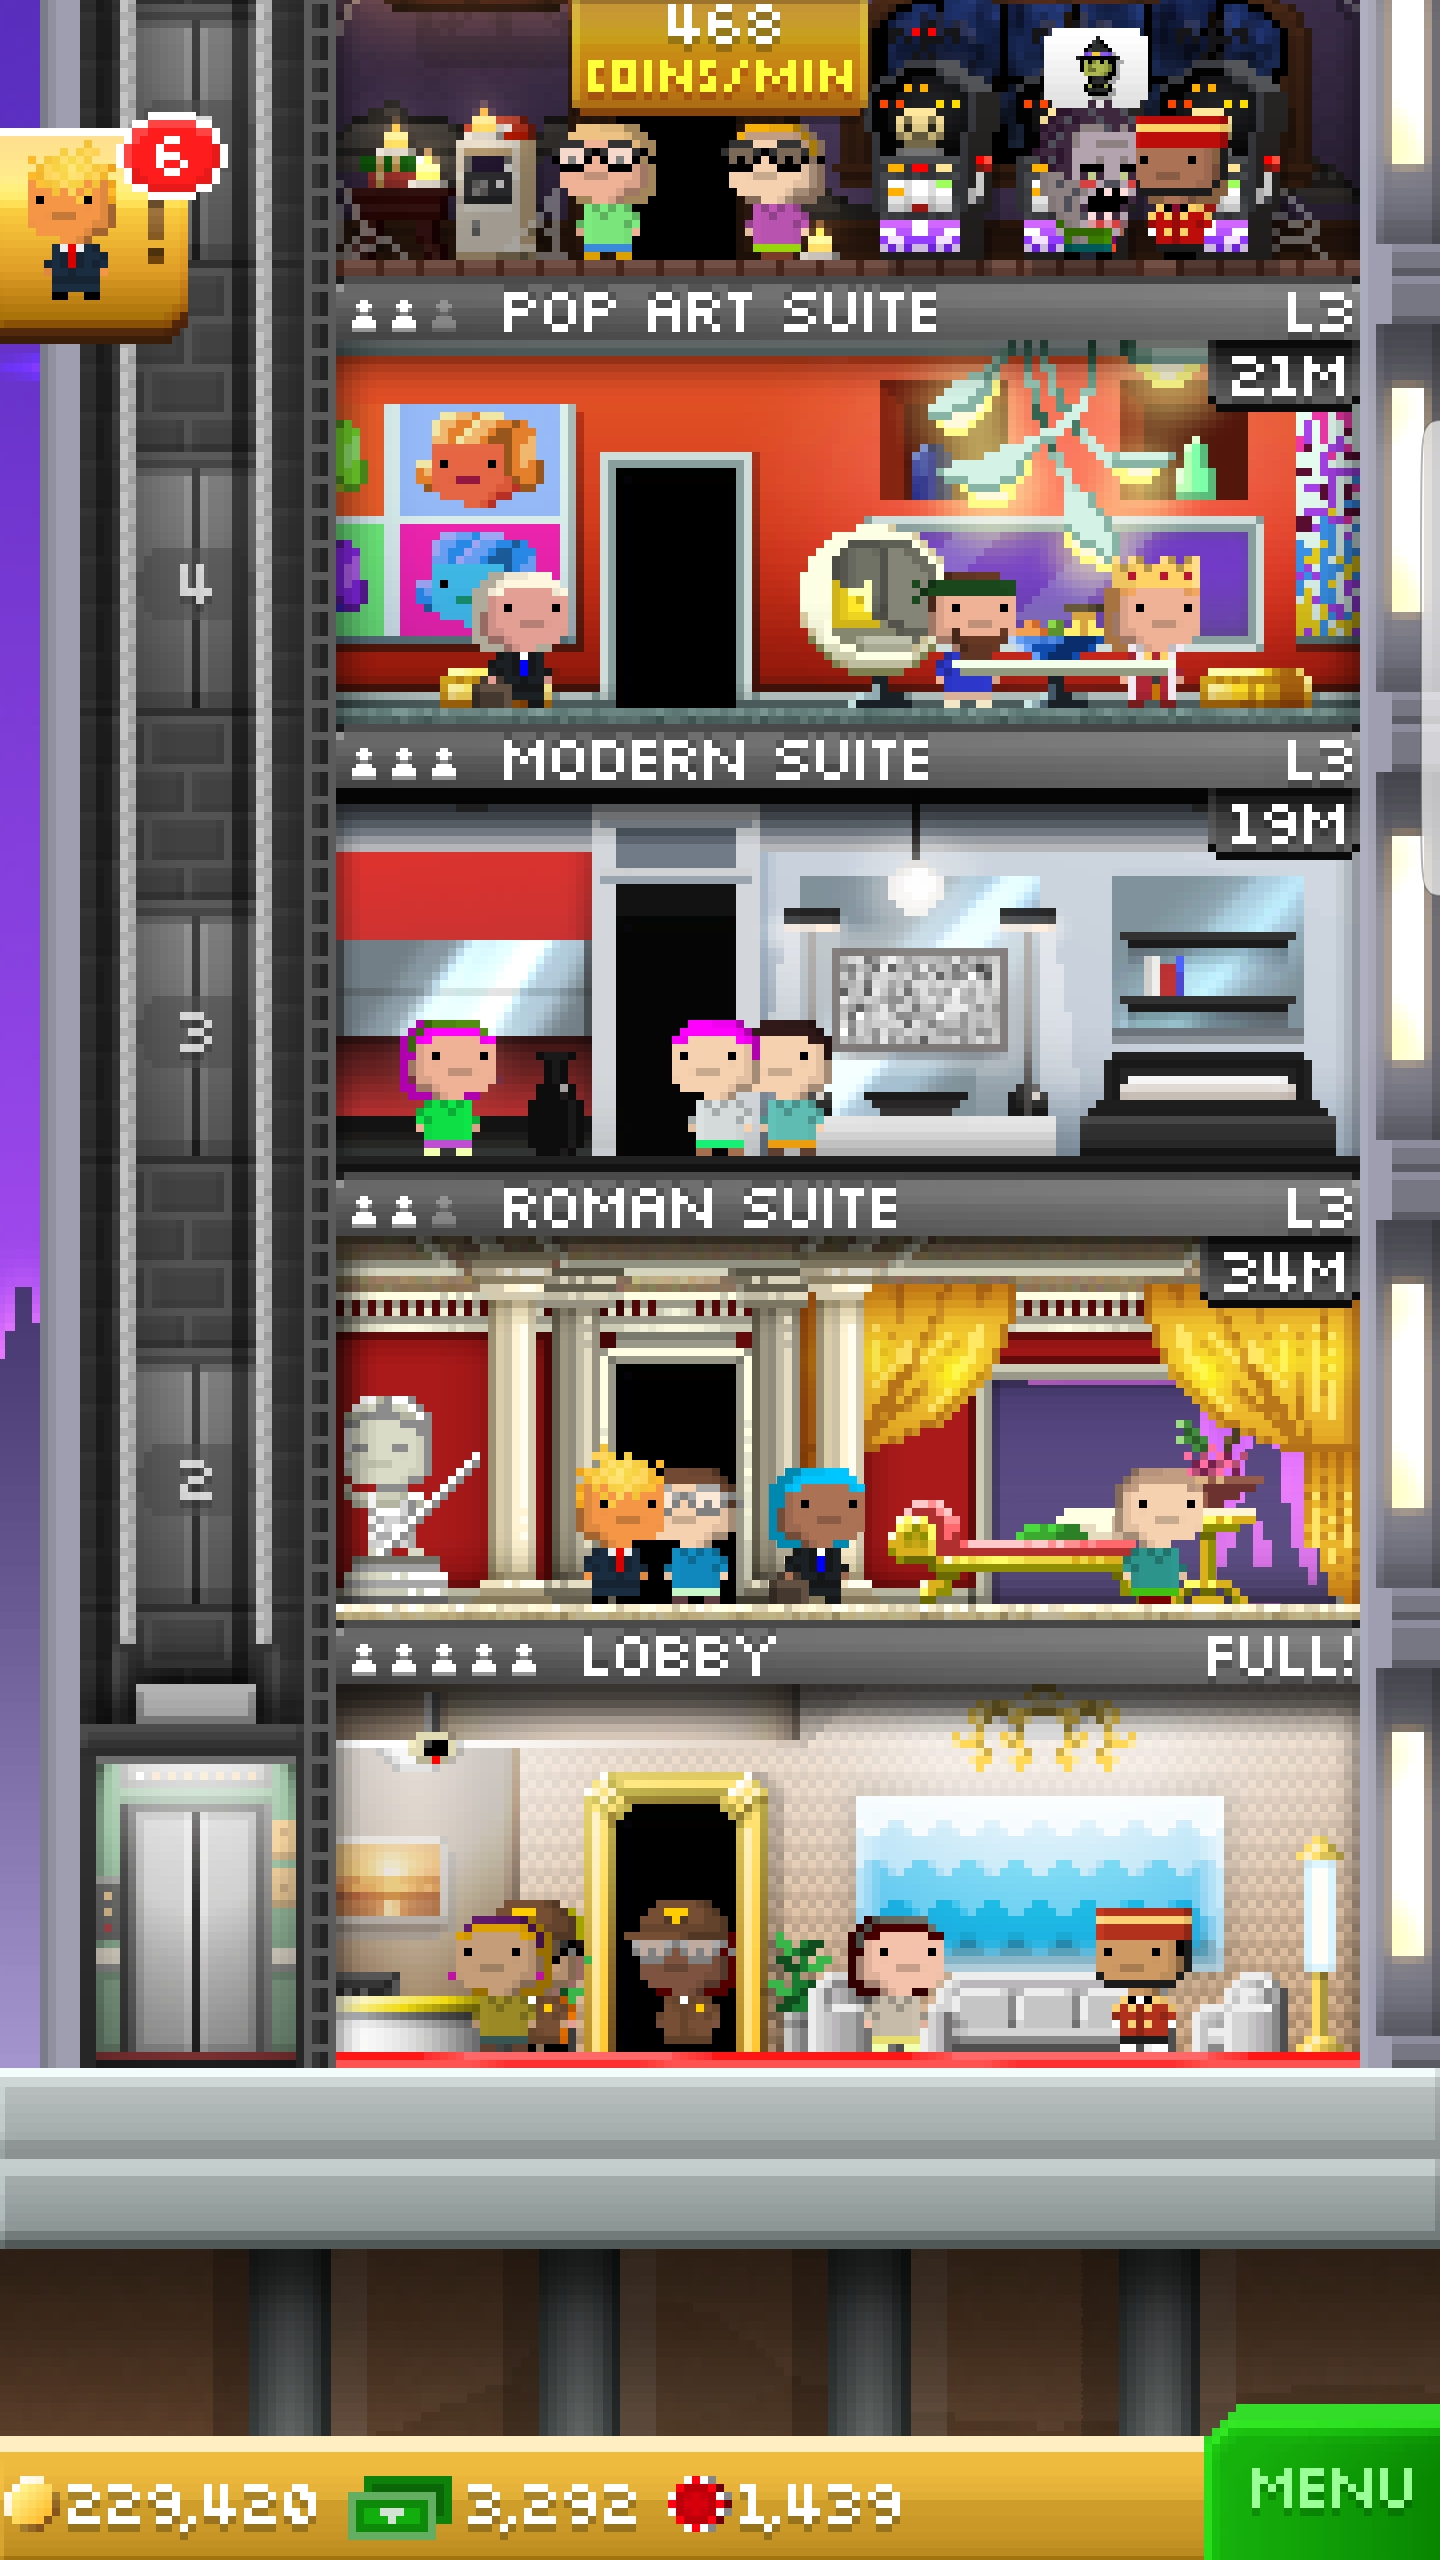 468
COINS/MIN
6
!
POP ART SUITE L3
21M
4
MODERN SUITE L3
19M
3
ROMAN SUITE L3
34M
2
LOBBY FULL!
229,420 3,292 1,439
MENU